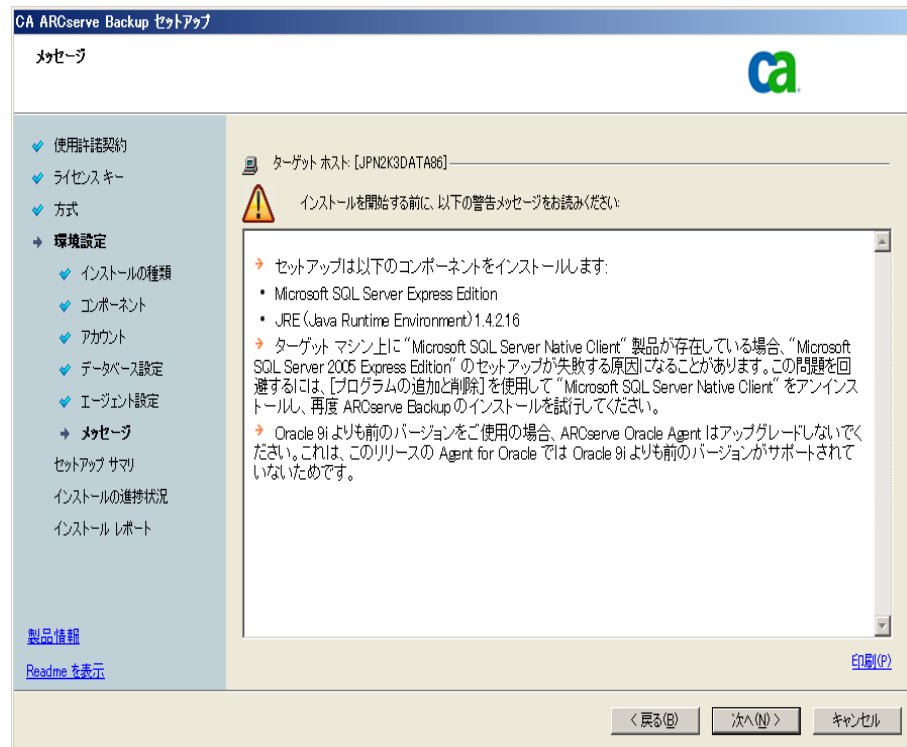 CA ARCserve Backup セットアップ
メッセージ
ca
使用許諾契約
ライセンス キー
方式
環境設定
インストールの種類
コンポーネント
アカウント
データベース設定
エージェント設定
メッセージ
セットアップ サマリ
インストールの進捗状況
インストール レポート
製品情報
Readme を表示
ターゲット ホスト: [JPN2K3DATA86]
インストールを開始する前に、以下の警告メッセージをお読みください:
セットアップは以下のコンポーネントをインストールします:
• Microsoft SQL Server Express Edition
• JRE (Java Runtime Environment) 1.4.2.16
ターゲット マシン上に "Microsoft SQL Server Native Client" 製品が存在している場合、"Microsoft
SQL Server 2005 Express Edition" のセットアップが失敗する原因になることがあります。この問題を回
避するには、[プログラムの追加と削除] を使用して "Microsoft SQL Server Native Client" をアンインス
トールし、再度 ARCserve Backup のインストールを試行してください。
Oracle 9i よりも前のバージョンをご使用の場合、ARCserve Oracle Agent はアップグレードしないでく
ださい。これは、このリリースの Agent for Oracle では Oracle 9i よりも前のバージョンがサポートされて
いないためです。
印刷(P)
< 戻る(B)
次へ(N) >
キャンセル